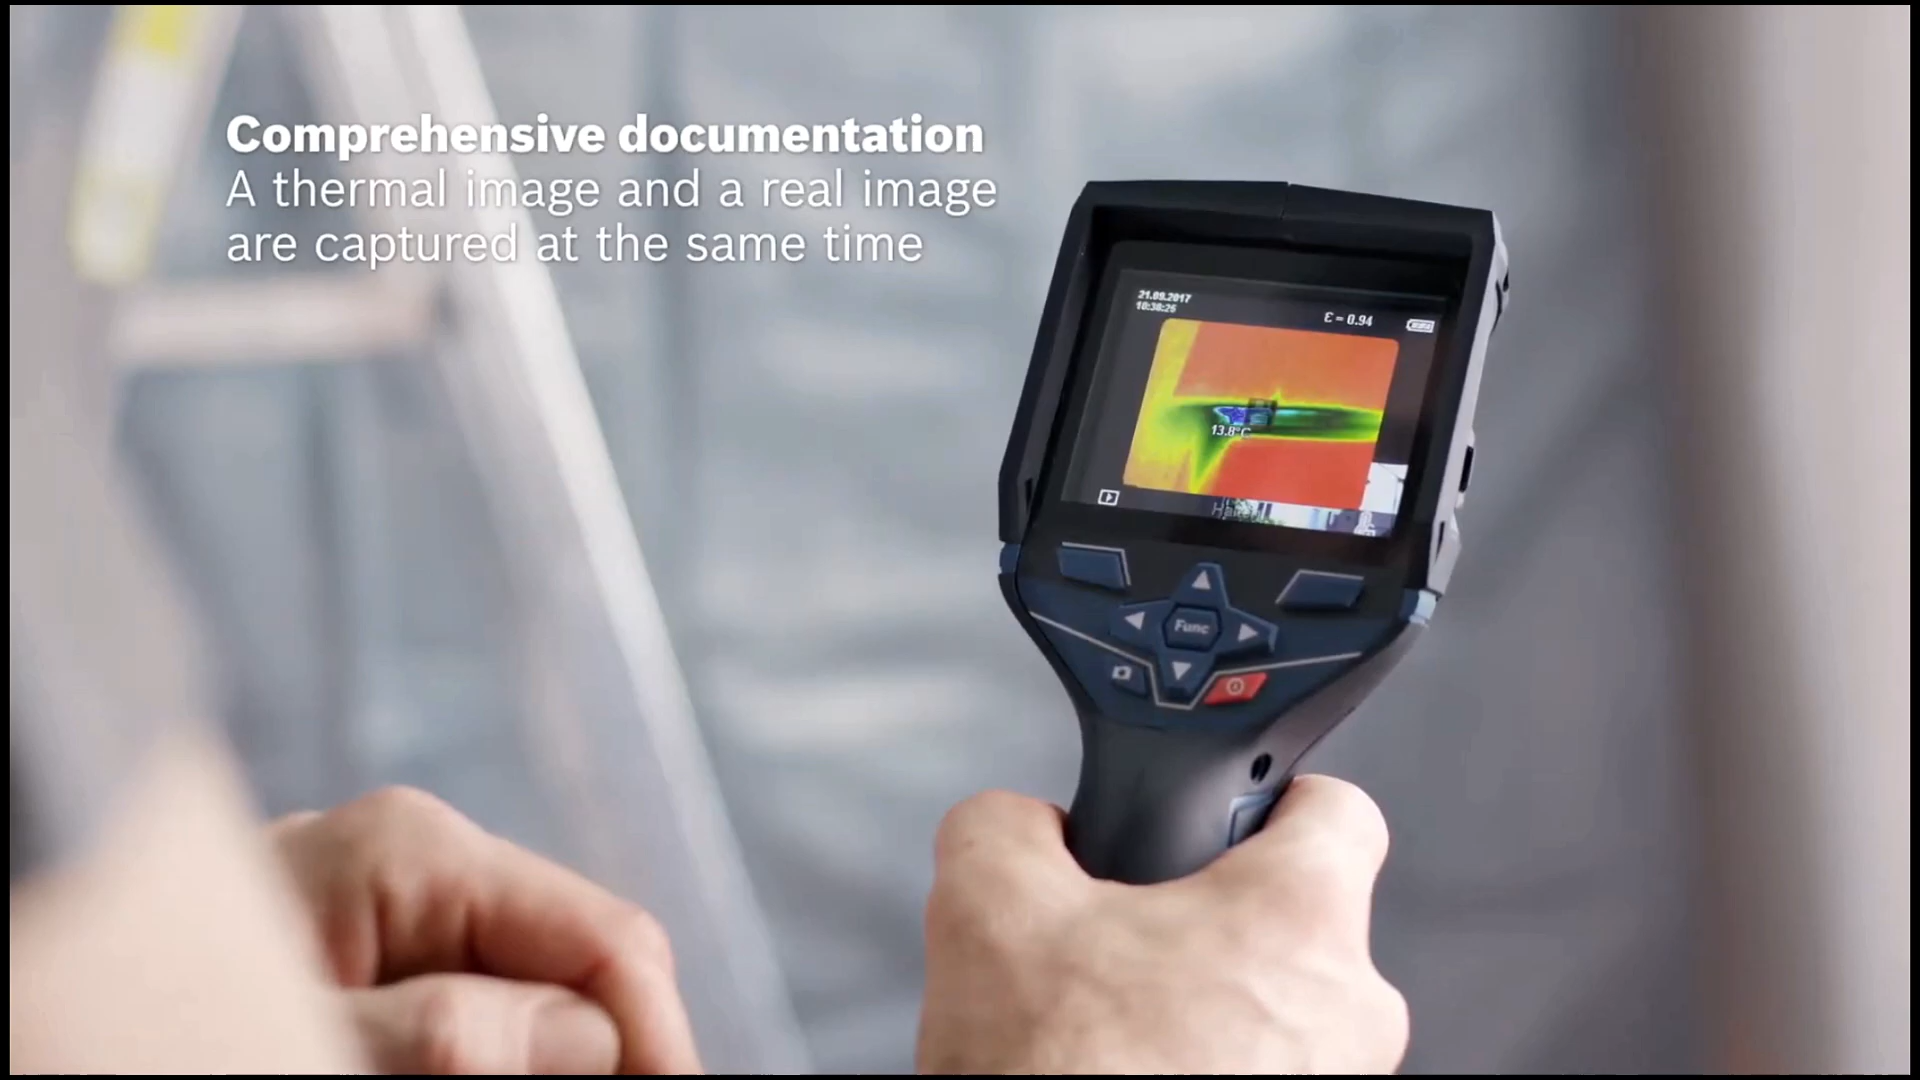 Comprehensive documentation
A thermal image and a real image
are captured at the same time
21.09.2017
10:38:26
ε = 0.94
13.8°C
Func